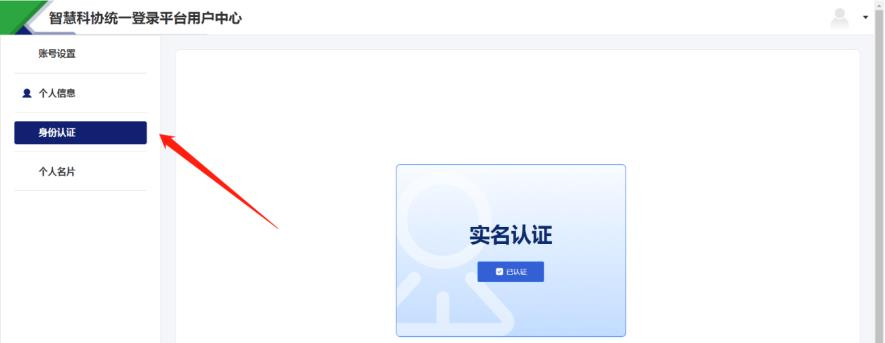 智慧科协统一登录平台用户中心
账号设置
个人信息
身份认证
个人名片
实名认证
已认证